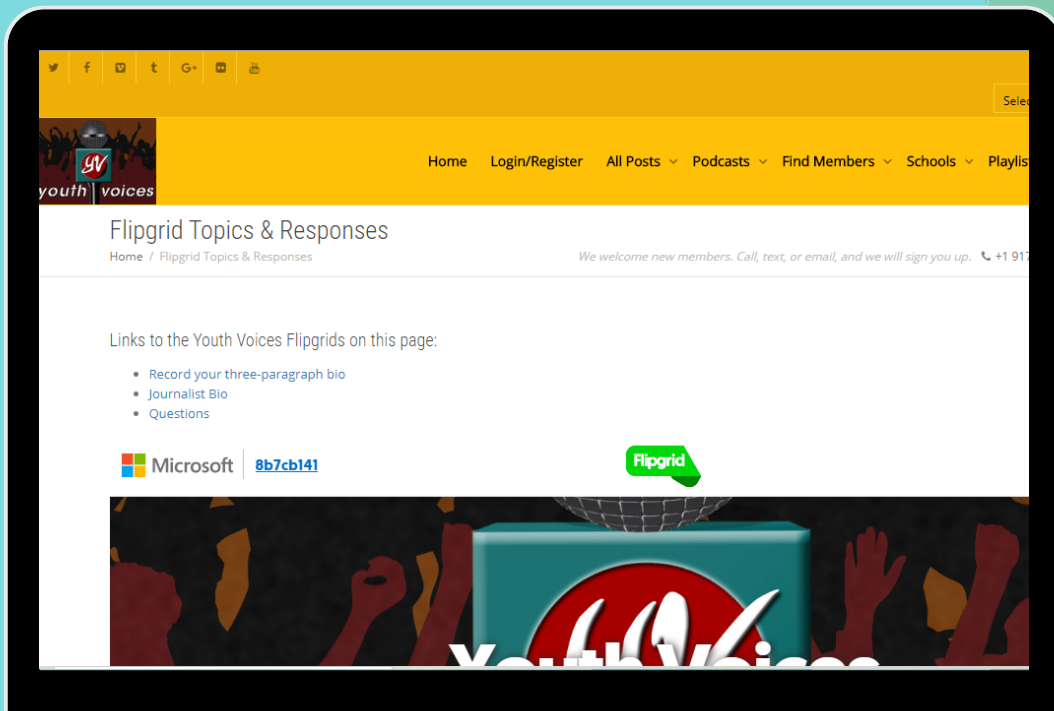 Selec
youth voices
Home Login/Register All Posts Podcasts Find Members Schools Playlis
Flipgrid Topics & Responses
Home / Flipgrid Topics & Responses
We welcome new members. Call, text, or email, and we will sign you up. +1 917
Links to the Youth Voices Flipgrids on this page:
Record your three-paragraph bio
Journalist Bio
Questions
Microsoft 8b7cb141 Flipgrid
Youth Voices